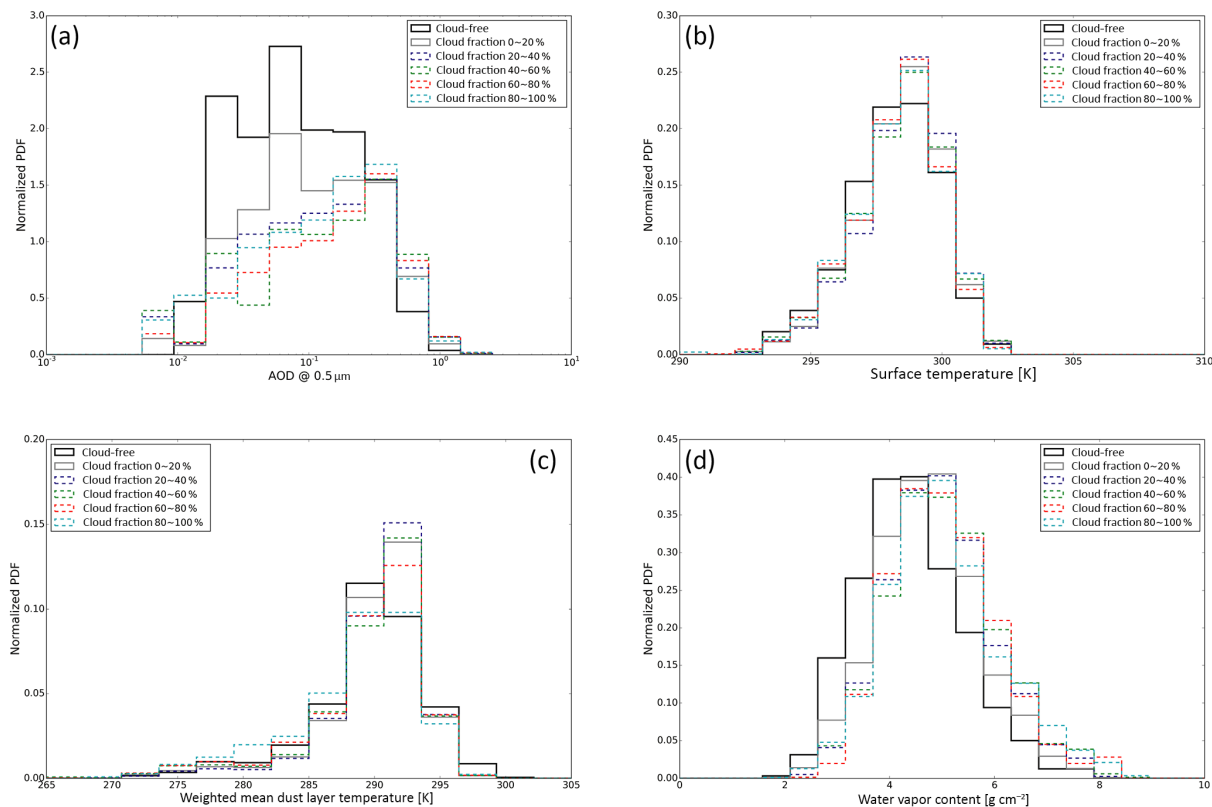 (a)
Cloud-free
Cloud fraction 0~20 %
Cloud fraction 20~40 %
Cloud fraction 40~60 %
Cloud fraction 60~80 %
Cloud fraction 80~100 %
Normalized PDF
3.0
2.5
2.0
1.5
1.0
0.5
0.0
10⁻³ 10⁻² 10⁻¹ 10⁰ 10¹
AOD @ 0.5 µm
(b)
Cloud-free
Cloud fraction 0~20 %
Cloud fraction 20~40 %
Cloud fraction 40~60 %
Cloud fraction 60~80 %
Cloud fraction 80~100 %
Normalized PDF
0.30
0.25
0.20
0.15
0.10
0.05
0.00
290 295 300 305 310
Surface temperature [K]
(c)
Cloud-free
Cloud fraction 0~20 %
Cloud fraction 20~40 %
Cloud fraction 40~60 %
Cloud fraction 60~80 %
Cloud fraction 80~100 %
Normalized PDF
0.20
0.15
0.10
0.05
0.00
265 270 275 280 285 290 295 300 305
Weighted mean dust layer temperature [K]
(d)
Cloud-free
Cloud fraction 0~20 %
Cloud fraction 20~40 %
Cloud fraction 40~60 %
Cloud fraction 60~80 %
Cloud fraction 80~100 %
Normalized PDF
0.45
0.40
0.35
0.30
0.25
0.20
0.15
0.10
0.05
0.00
0 2 4 6 8 10
Water vapor content [g cm⁻²]